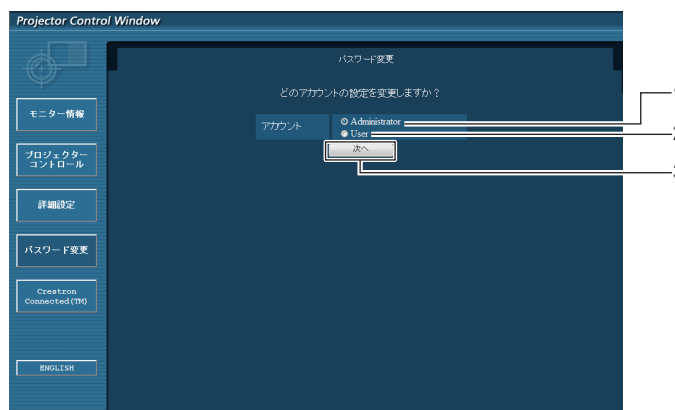 Projector Control Window
パスワード変更
どのアカウントの設定を変更しますか？
アカウント
Administrator
User
次へ
モニター情報
プロジェクター
コントロール
詳細設定
パスワード変更
Crestron
Connected(TM)
ENGLISH